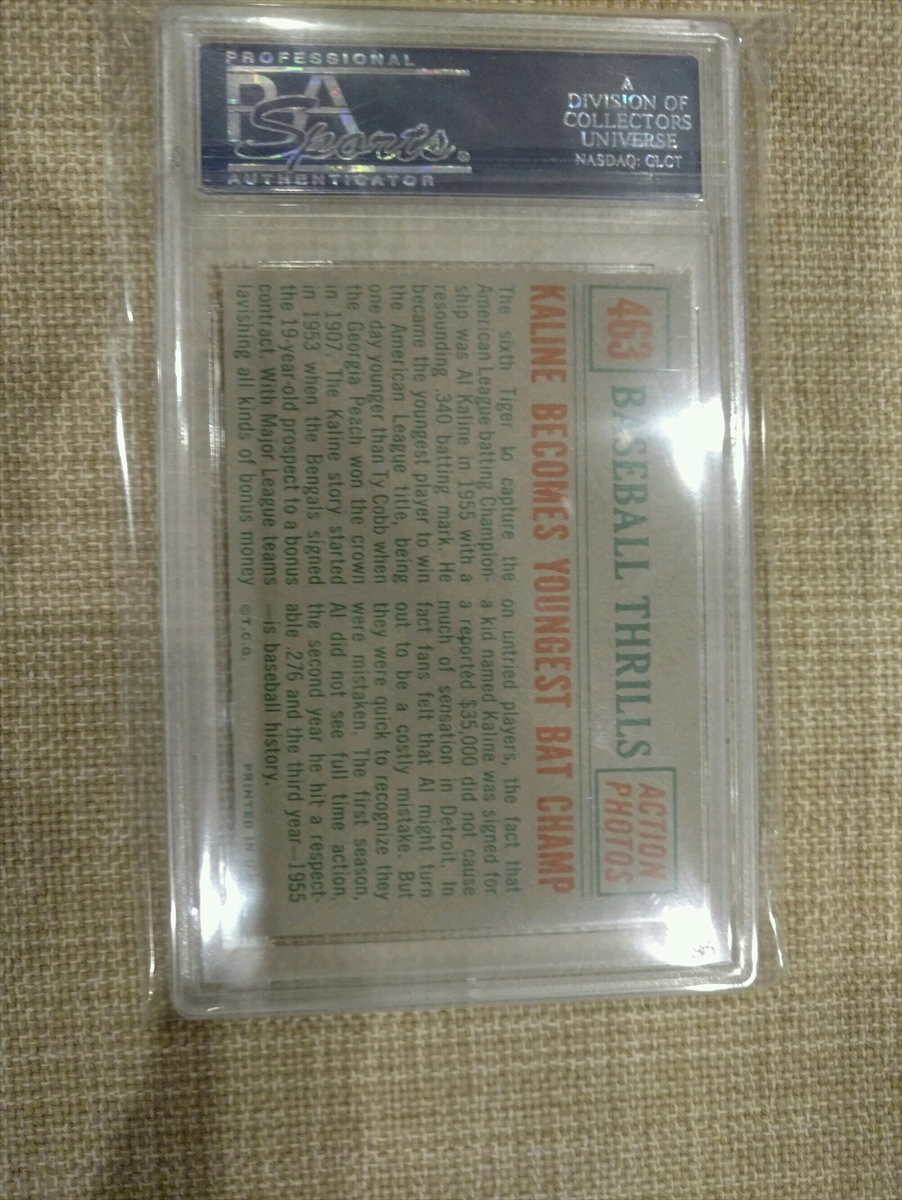 PROFESSIONAL
PSA
Sports®
AUTHENTICATOR
A
DIVISION OF
COLLECTORS
UNIVERSE
NASDAQ: CLCT
463
BASEBALL THRILLS
ACTION
PHOTOS
KALINE BECOMES YOUNGEST BAT CHAMP
The sixth Tiger to capture the
American League batting Champion-
ship was Al Kaline in 1955 with a
resounding .340 batting mark. He
became the youngest player to win
the American League title, being
one day younger than Ty Cobb when
the Georgia Peach won the crown
in 1907. The Kaline story started
in 1953 when the Bengals signed
the 19-year-old prospect to a bonus
contract. With Major League teams
lavishing all kinds of bonus money
on untried players, the fact that
a kid named Kaline was signed for
a reported $35,000 did not cause
much of sensation in Detroit. In
fact fans felt that Al might turn
out to be a costly mistake. But
they were quick to recognize they
were mistaken. The first season,
Al did not see full time action,
the second year he hit a respect-
able .276 and the third year—1955
—is baseball history.
©T.C.G.
PRINTED IN